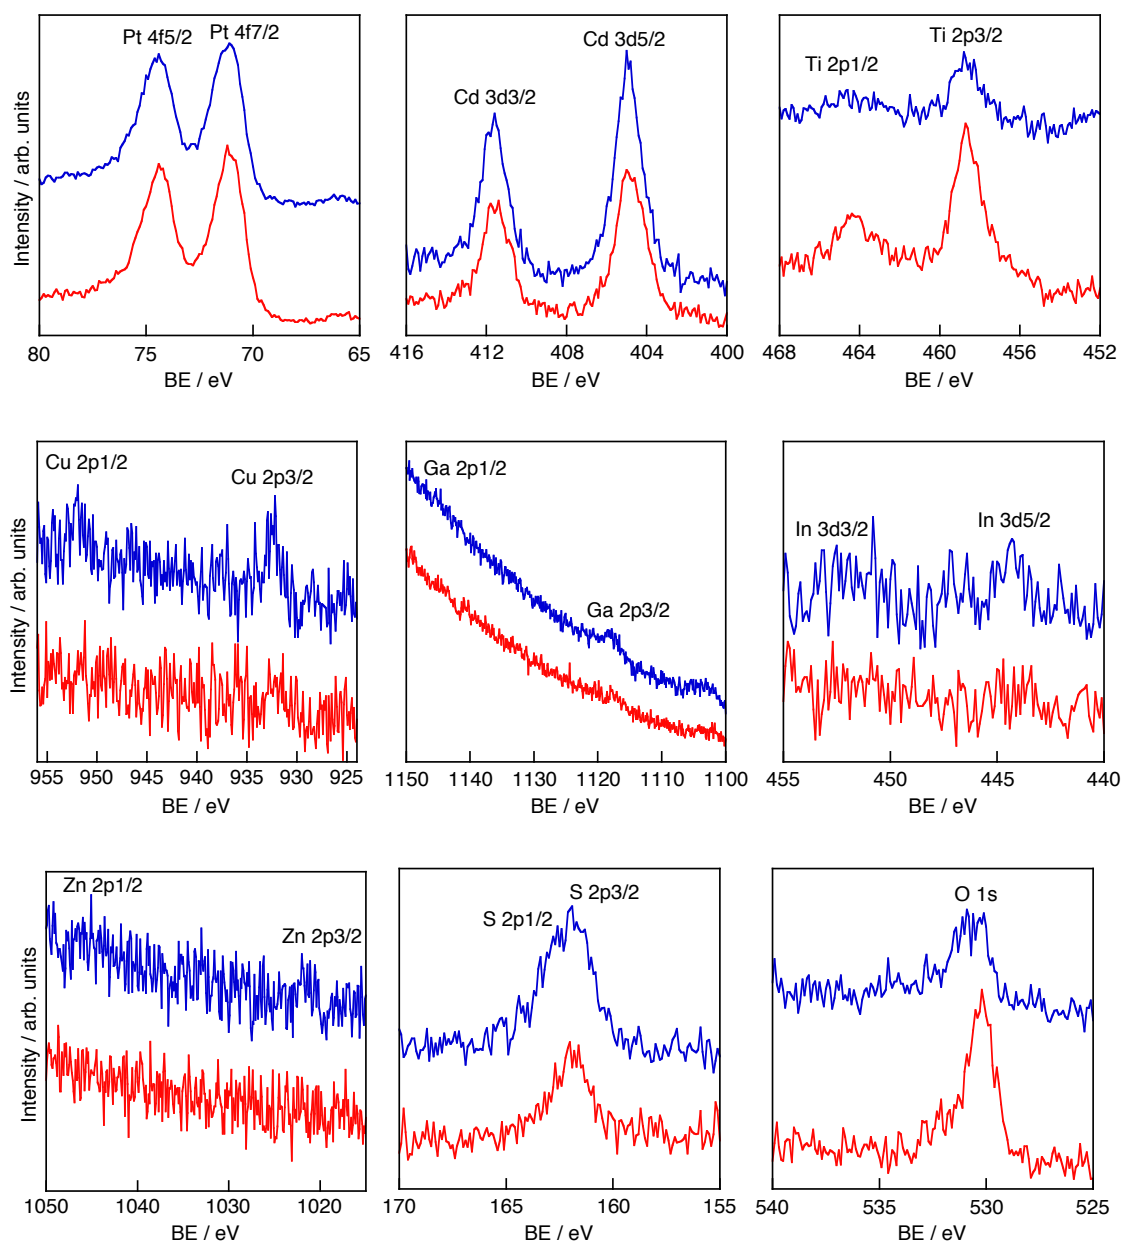 Pt 4f5/2
Pt 4f7/2
Intensity / arb. units
80
75
70
65
BE / eV
Cd 3d3/2
Cd 3d5/2
416
412
408
404
400
BE / eV
Ti 2p1/2
Ti 2p3/2
468
464
460
456
452
BE / eV
Cu 2p1/2
Cu 2p3/2
Intensity / arb. units
955
950
945
940
935
930
925
BE / eV
Ga 2p1/2
Ga 2p3/2
1150
1140
1130
1120
1110
1100
BE / eV
In 3d3/2
In 3d5/2
455
450
445
440
BE / eV
Zn 2p1/2
Zn 2p3/2
Intensity / arb. units
1050
1040
1030
1020
BE / eV
S 2p1/2
S 2p3/2
170
165
160
155
BE / eV
O 1s
540
535
530
525
BE / eV